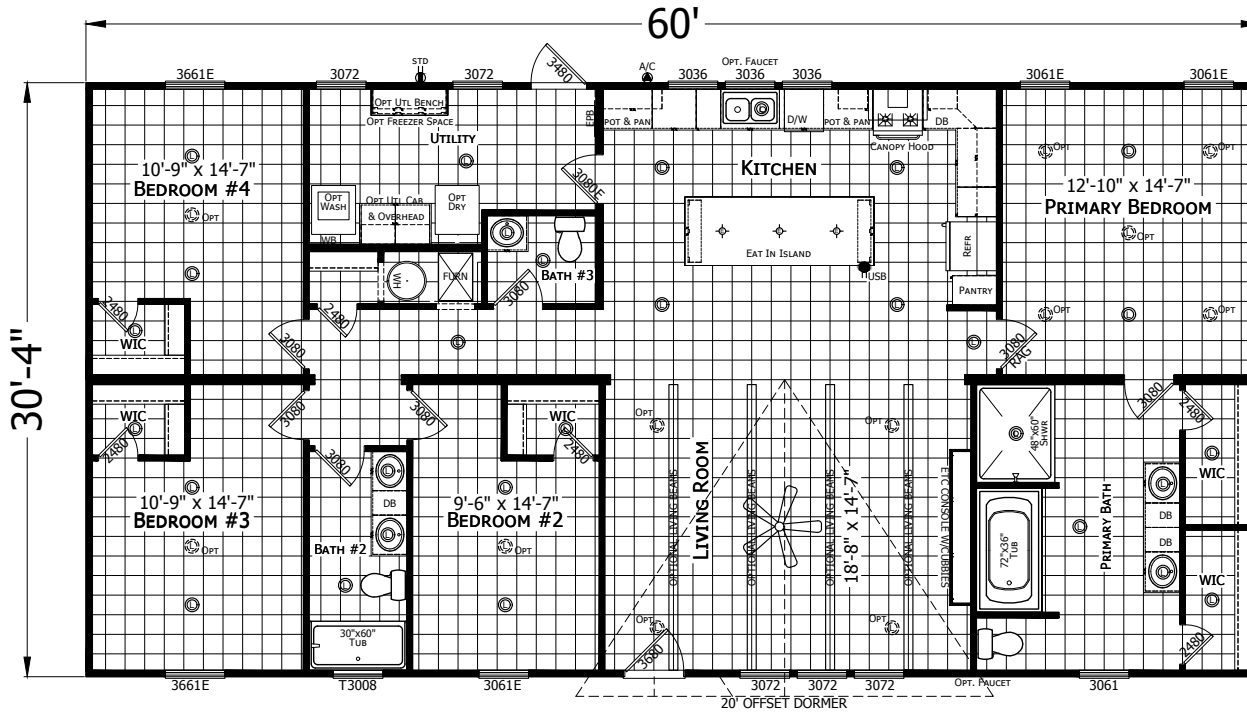 60'
30'-4"
3661E
3072
STD
3072
3480
A/C
3036
OPT. FAUCET
3036
3036
3061E
3061E
OPT UTL BENCH
OPT FREEZER SPACE
UTILITY
EPB
POT & PAN
D/W
POT & PAN
DB
CANOPY HOOD
KITCHEN
10'-9" x 14'-7"
BEDROOM #4
OPT
OPT WASH
OPT UTL CAB
& OVERHEAD
OPT DRY
WB
3080E
12'-10" x 14'-7"
PRIMARY BEDROOM
OPT
OPT
OPT
OPT
OPT
EAT IN ISLAND
USB
REFR
PANTRY
BATH #3
3080
WH
FURN
2480
2480
WIC
3080
3080
RAG
WIC
2480
3080
3080
WIC
2480
3080
10'-9" x 14'-7"
BEDROOM #3
OPT
DB
BATH #2
30"x60"
TUB
9'-6" x 14'-7"
BEDROOM #2
OPT
LIVING ROOM
18'-8" x 14'-7"
OPTIONAL LIVING BEAMS
OPTIONAL LIVING BEAMS
OPTIONAL LIVING BEAMS
OPTIONAL LIVING BEAMS
OPT
OPT
OPT
OPT
ETC CONSOLE W/CUBBIES
48"x60"
SHWR
3080
2480
WIC
72"x36"
TUB
PRIMARY BATH
DB
DB
WIC
2480
3680
3661E
T3008
3061E
3072
3072
3072
OPT. FAUCET
3061
20' OFFSET DORMER